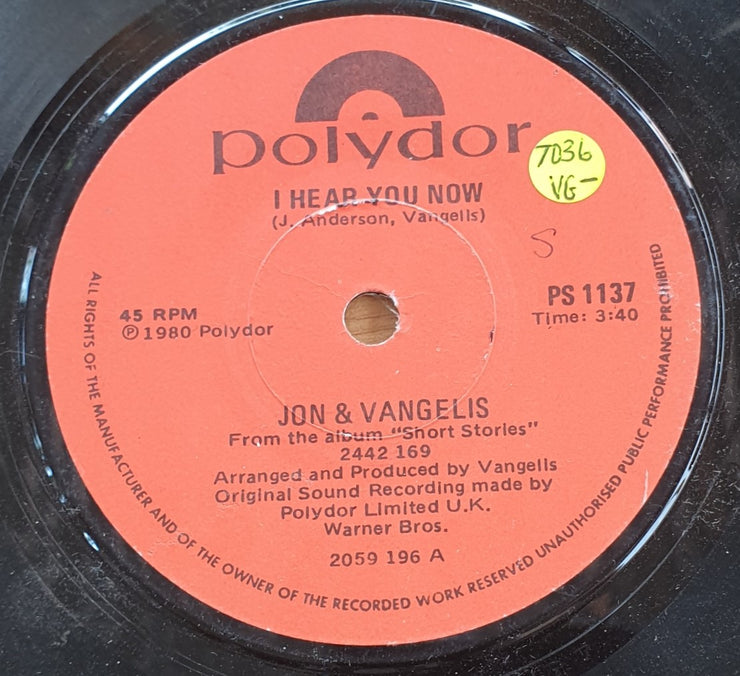 polydor
7036
VG-
I HEAR YOU NOW
(J. Anderson, Vangelis)
S
45 RPM
℗ 1980 Polydor
PS 1137
Time: 3:40
JON & VANGELIS
From the album "Short Stories"
2442 169
Arranged and Produced by Vangelis
Original Sound Recording made by
Polydor Limited U.K.
Warner Bros.
2059 196 A
ALL RIGHTS OF THE MANUFACTURER AND OF THE OWNER OF THE RECORDED WORK RESERVED UNAUTHORISED PUBLIC PERFORMANCE PROHIBITED